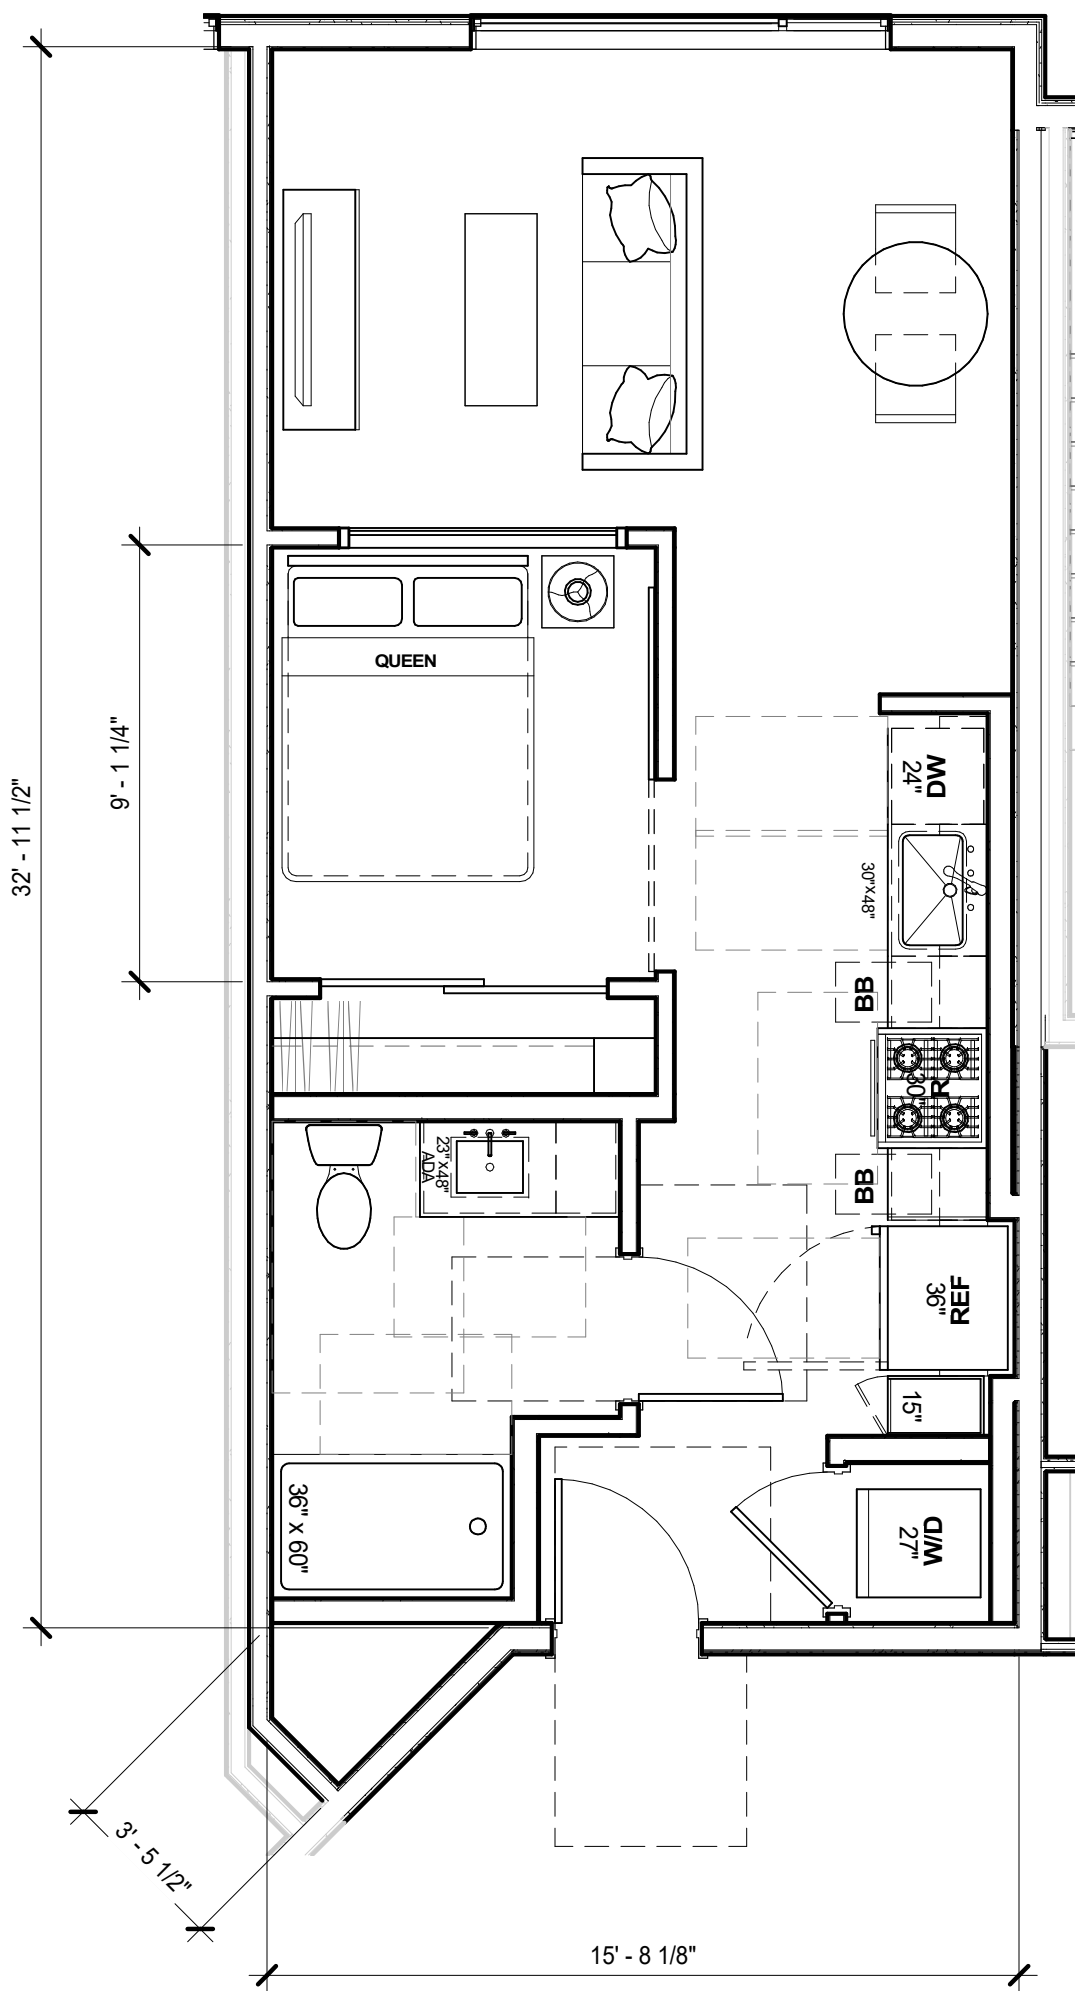 QUEEN
9' - 1 1/4"
32' - 11 1/2"
DW
24"
30"X48"
BB
R
30"
BB
23"x48"
ADA
REF
36"
15"
36" x 60"
W/D
27"
3' - 5 1/2"
15' - 8 1/8"